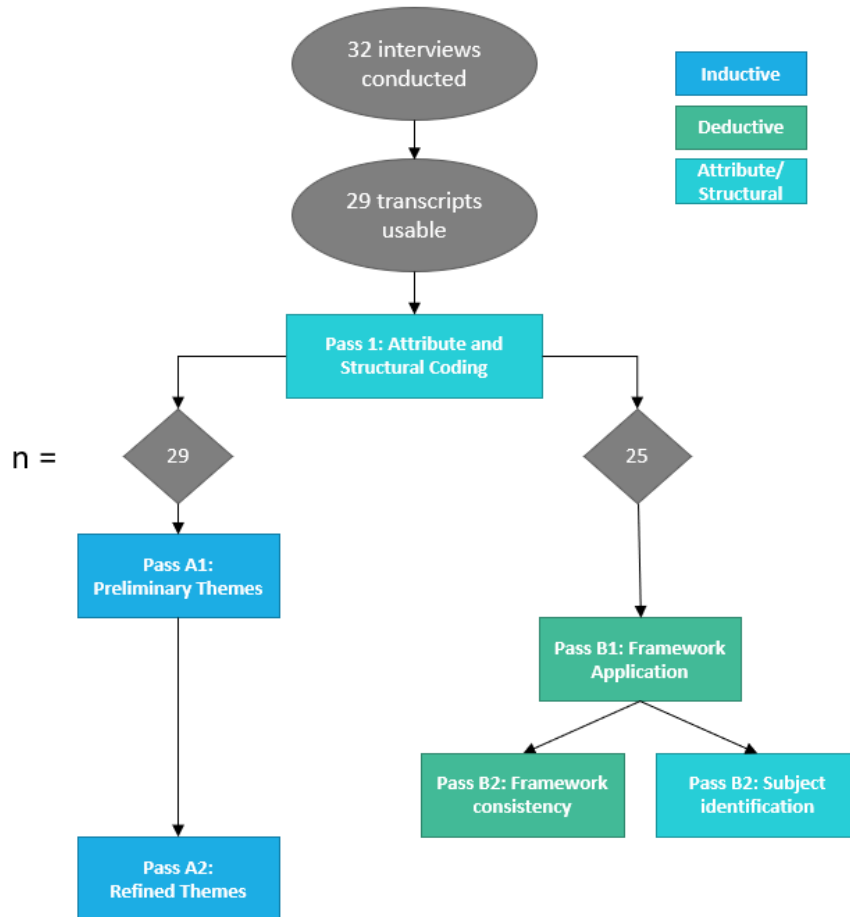 32 interviews
conducted
Inductive
Deductive
Attribute/
Structural
29 transcripts
usable
Pass 1: Attribute and
Structural Coding
n =
29
25
Pass A1:
Preliminary Themes
Pass B1: Framework
Application
Pass B2: Framework
consistency
Pass B2: Subject
identification
Pass A2:
Refined Themes